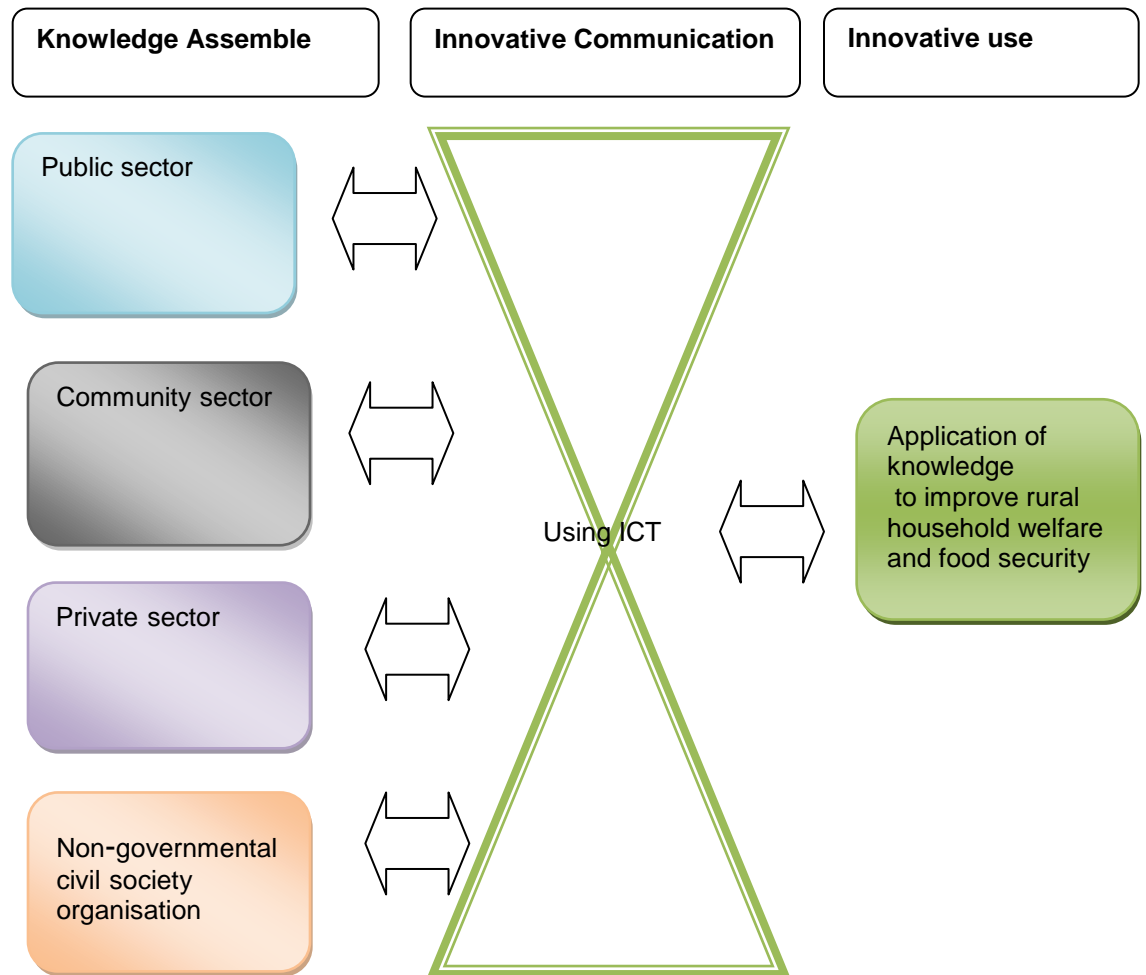 Knowledge Assemble
Innovative Communication
Innovative use
Public sector
Community sector
Private sector
Non-governmental
civil society
organisation
Using ICT
Application of
knowledge
to improve rural
household welfare
and food security